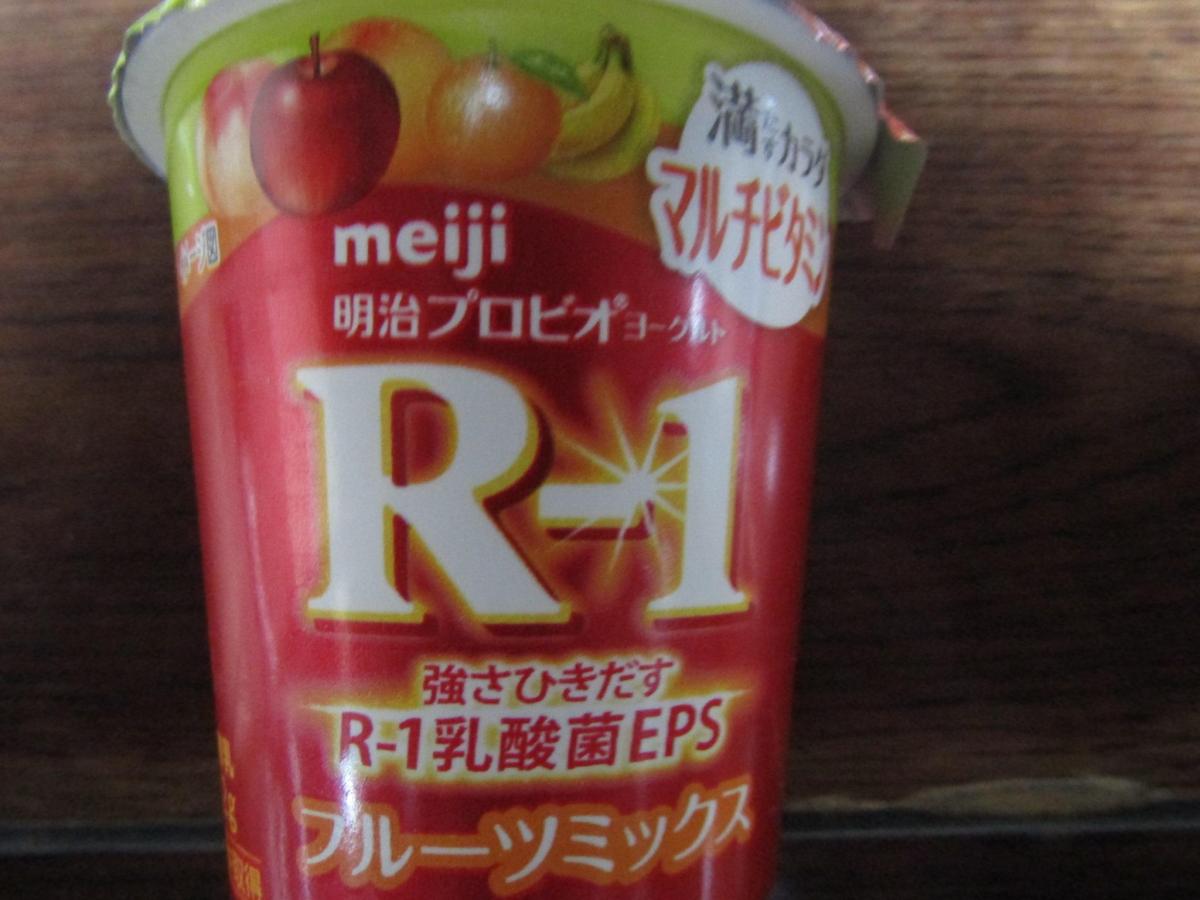 満たすカラダ
マルチビタミン
meiji
明治プロビオ®ヨーグルト
R-1
強さひきだす
R-1乳酸菌EPS
フルーツミックス